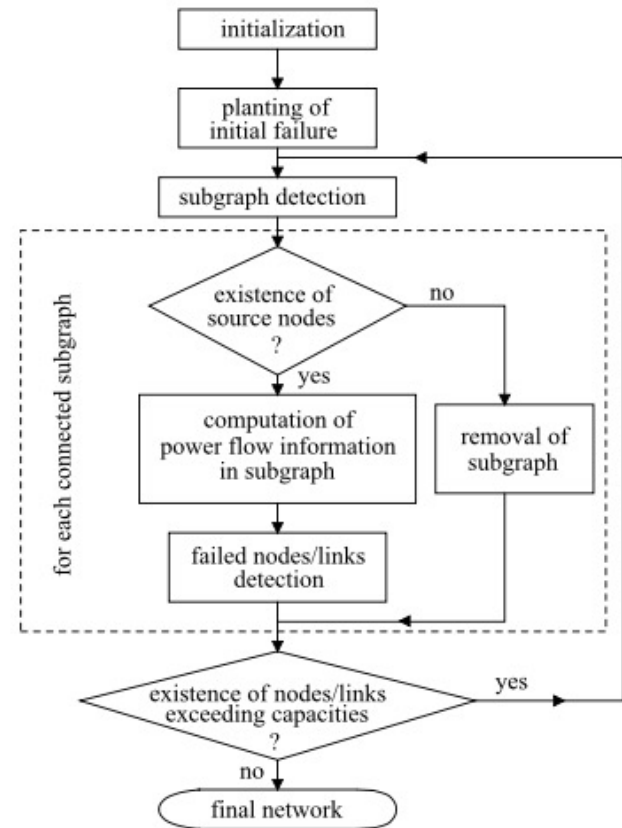 initialization
planting of
initial failure
subgraph detection
for each connected subgraph
existence of
source nodes
?
no
yes
computation of
power flow information
in subgraph
removal of
subgraph
failed nodes/links
detection
existence of nodes/links
exceeding capacities
?
yes
no
final network